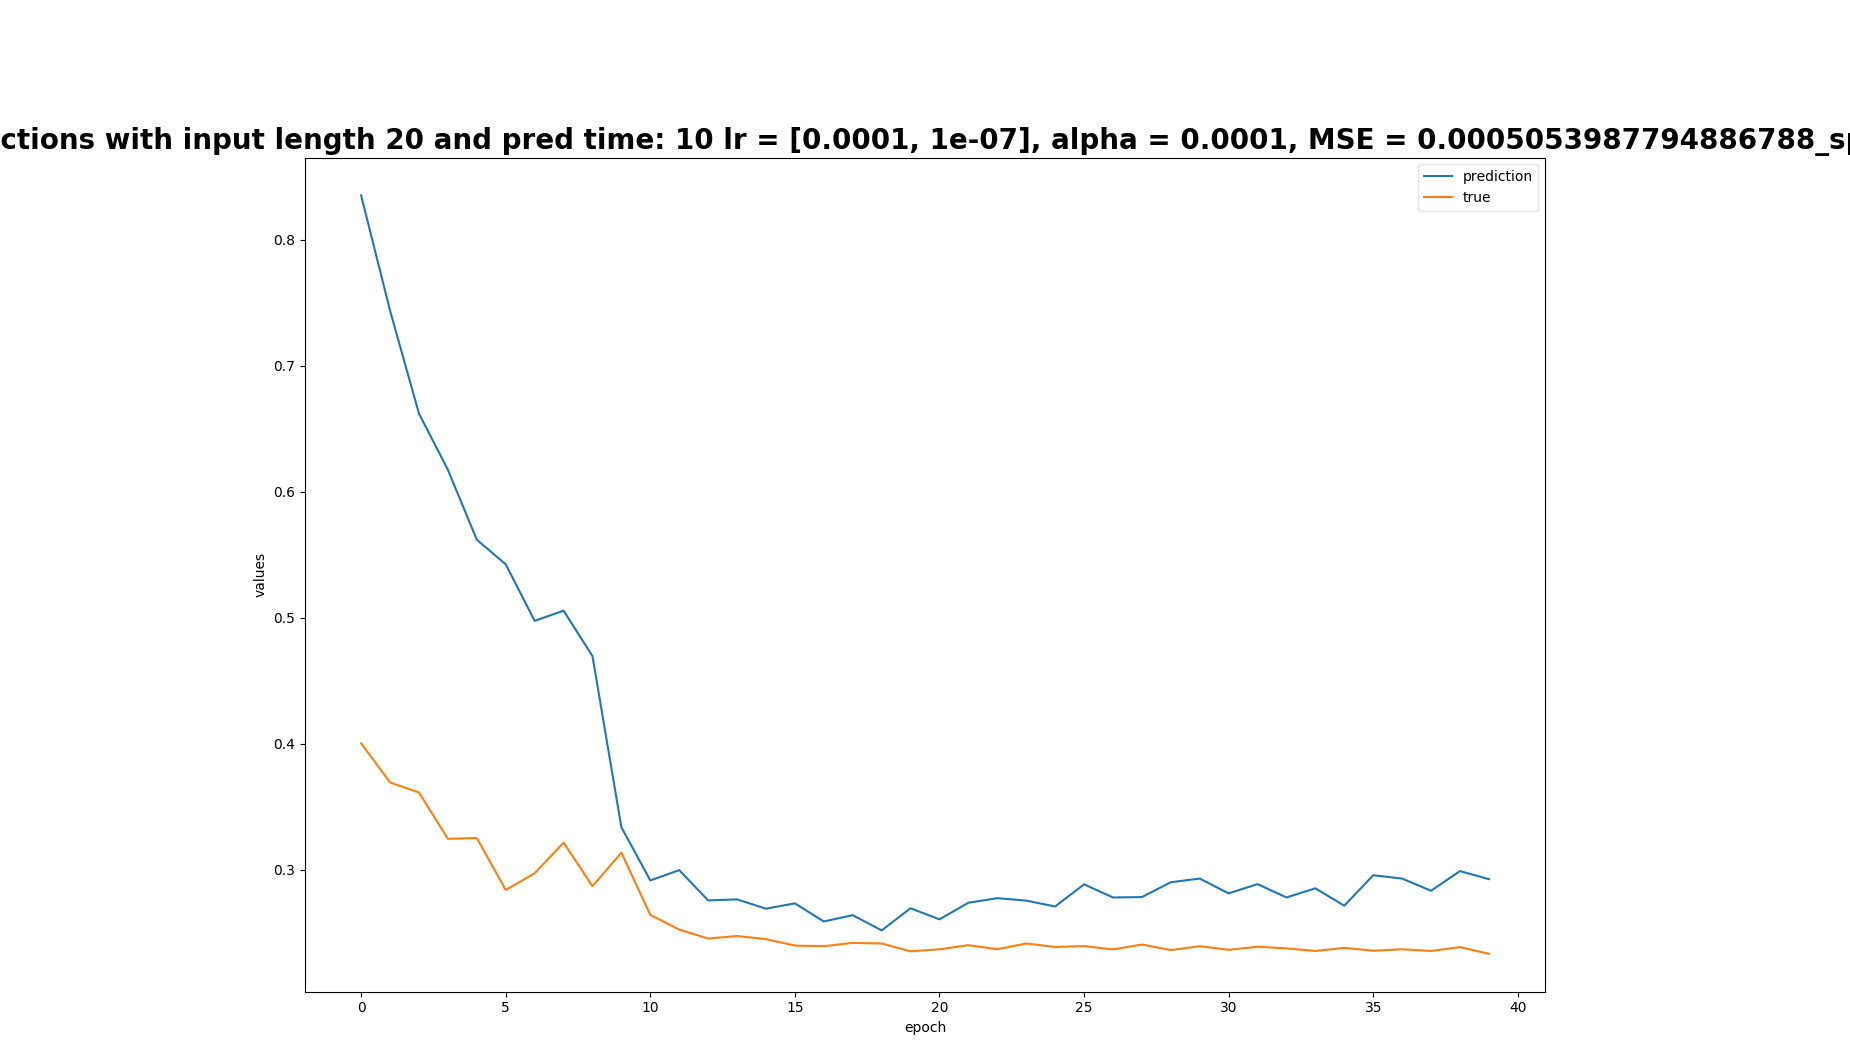 ctions with input length 20 and pred time: 10 lr = [0.0001, 1e-07], alpha = 0.0001, MSE = 0.0005053987794886788_sp
prediction
true
0.8
0.7
0.6
0.5
0.4
0.3
values
0 5 10 15 20 25 30 35 40
epoch